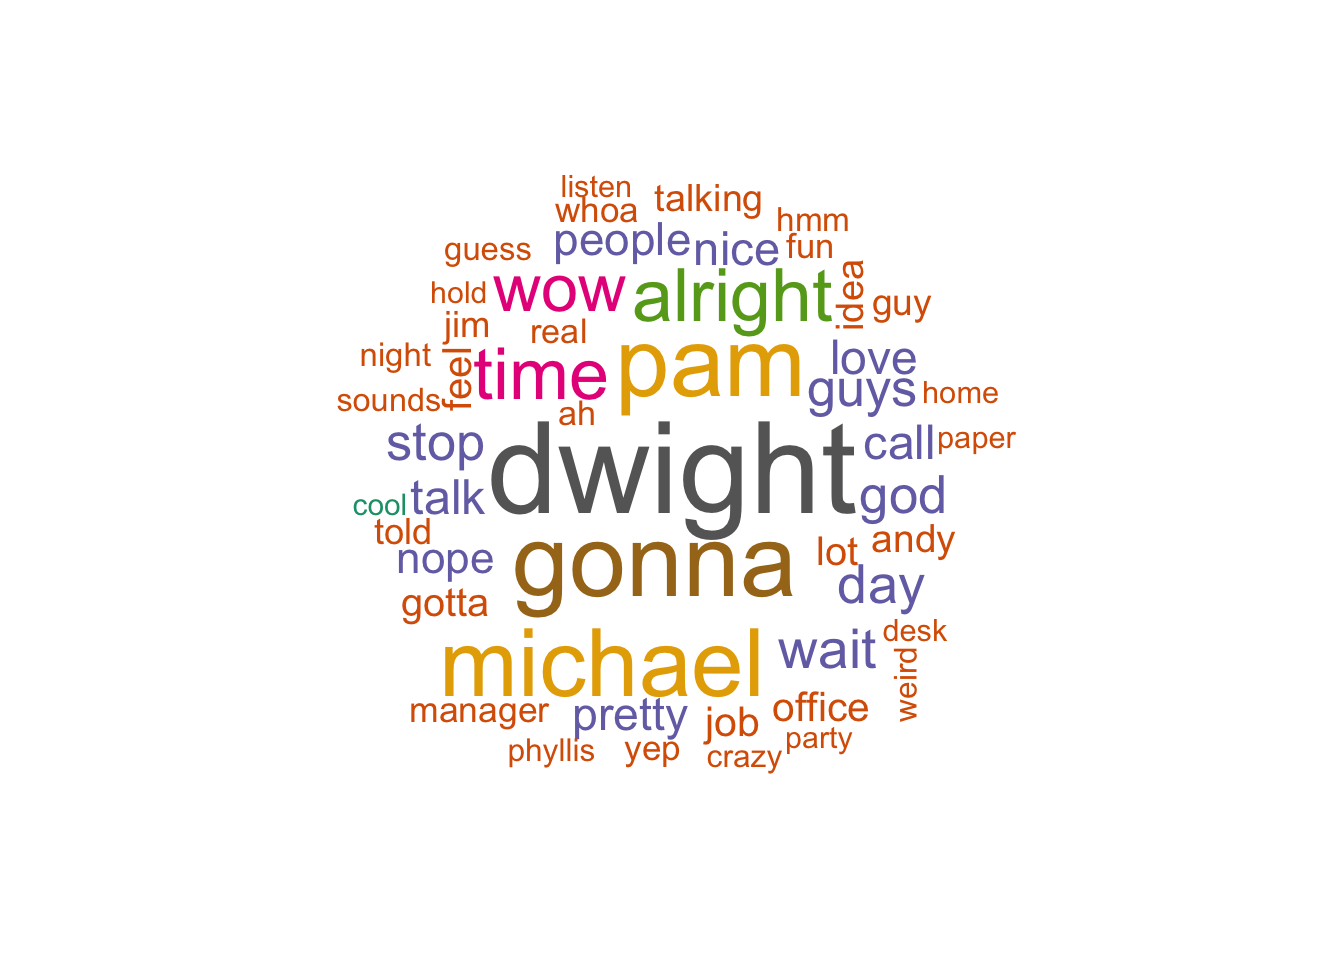 listen
whoa
talking
hmm
people
nice
fun
guess
wow
alright
idea
guy
hold
jim
real
night
feel
time
pam
love
guys
home
sounds
ah
stop
dwight
call
paper
cool
talk
god
told
nope
gonna
lot
andy
day
gotta
michael
wait
desk
weird
manager
pretty
job
office
party
phyllis
yep
crazy